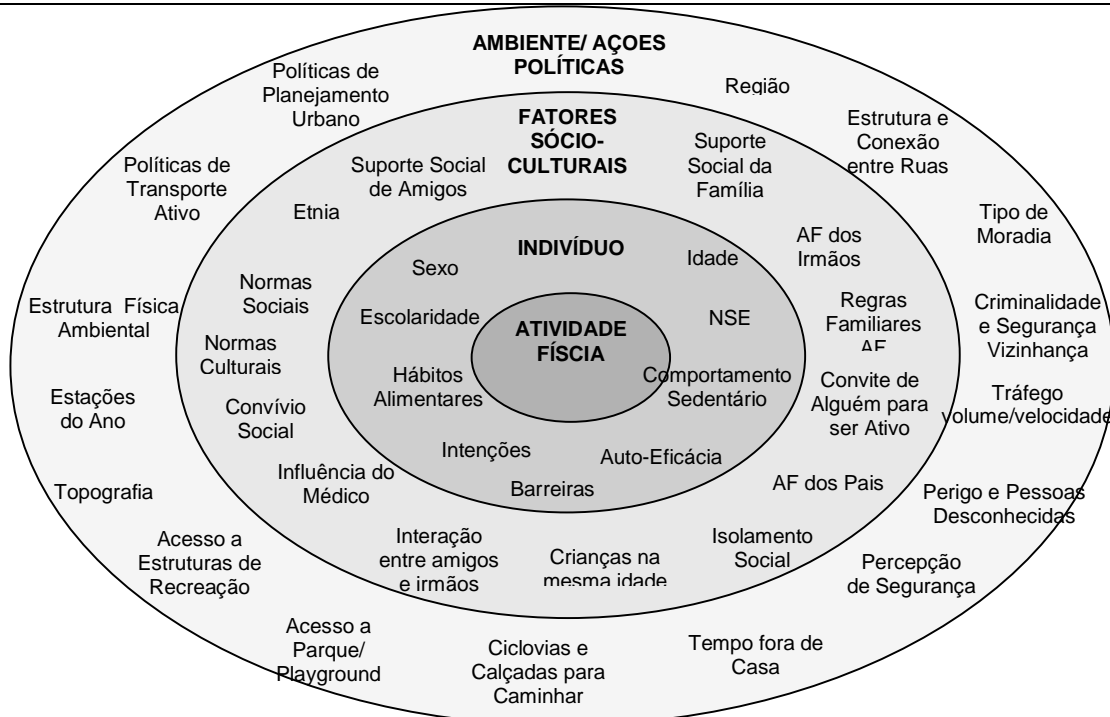 AMBIENTE/ AÇOES
POLÍTICAS
Políticas de
Planejamento
Urbano
Região
Estrutura e
Conexão
entre Ruas
Políticas de
Transporte
Ativo
Tipo de
Moradia
Estrutura Física
Ambiental
Criminalidade
e Segurança
Vizinhança
Estações
do Ano
Tráfego
volume/velocidade
Topografia
Perigo e Pessoas
Desconhecidas
Acesso a
Estruturas de
Recreação
Percepção
de Segurança
Acesso a
Parque/
Playground
Ciclovias e
Calçadas para
Caminhar
Tempo fora de
Casa
FATORES
SÓCIO-
CULTURAIS
Suporte Social
de Amigos
Suporte
Social da
Família
Etnia
AF dos
Irmãos
Normas
Sociais
Regras
Familiares
AF
Normas
Culturais
Convite de
Alguém para
ser Ativo
Convívio
Social
Influência do
Médico
AF dos Pais
Interação
entre amigos
e irmãos
Crianças na
mesma idade
Isolamento
Social
INDIVÍDUO
Sexo
Idade
Escolaridade
NSE
Hábitos
Alimentares
Comportamento
Sedentário
Intenções
Auto-Eficácia
Barreiras
ATIVIDADE
FÍSCIA